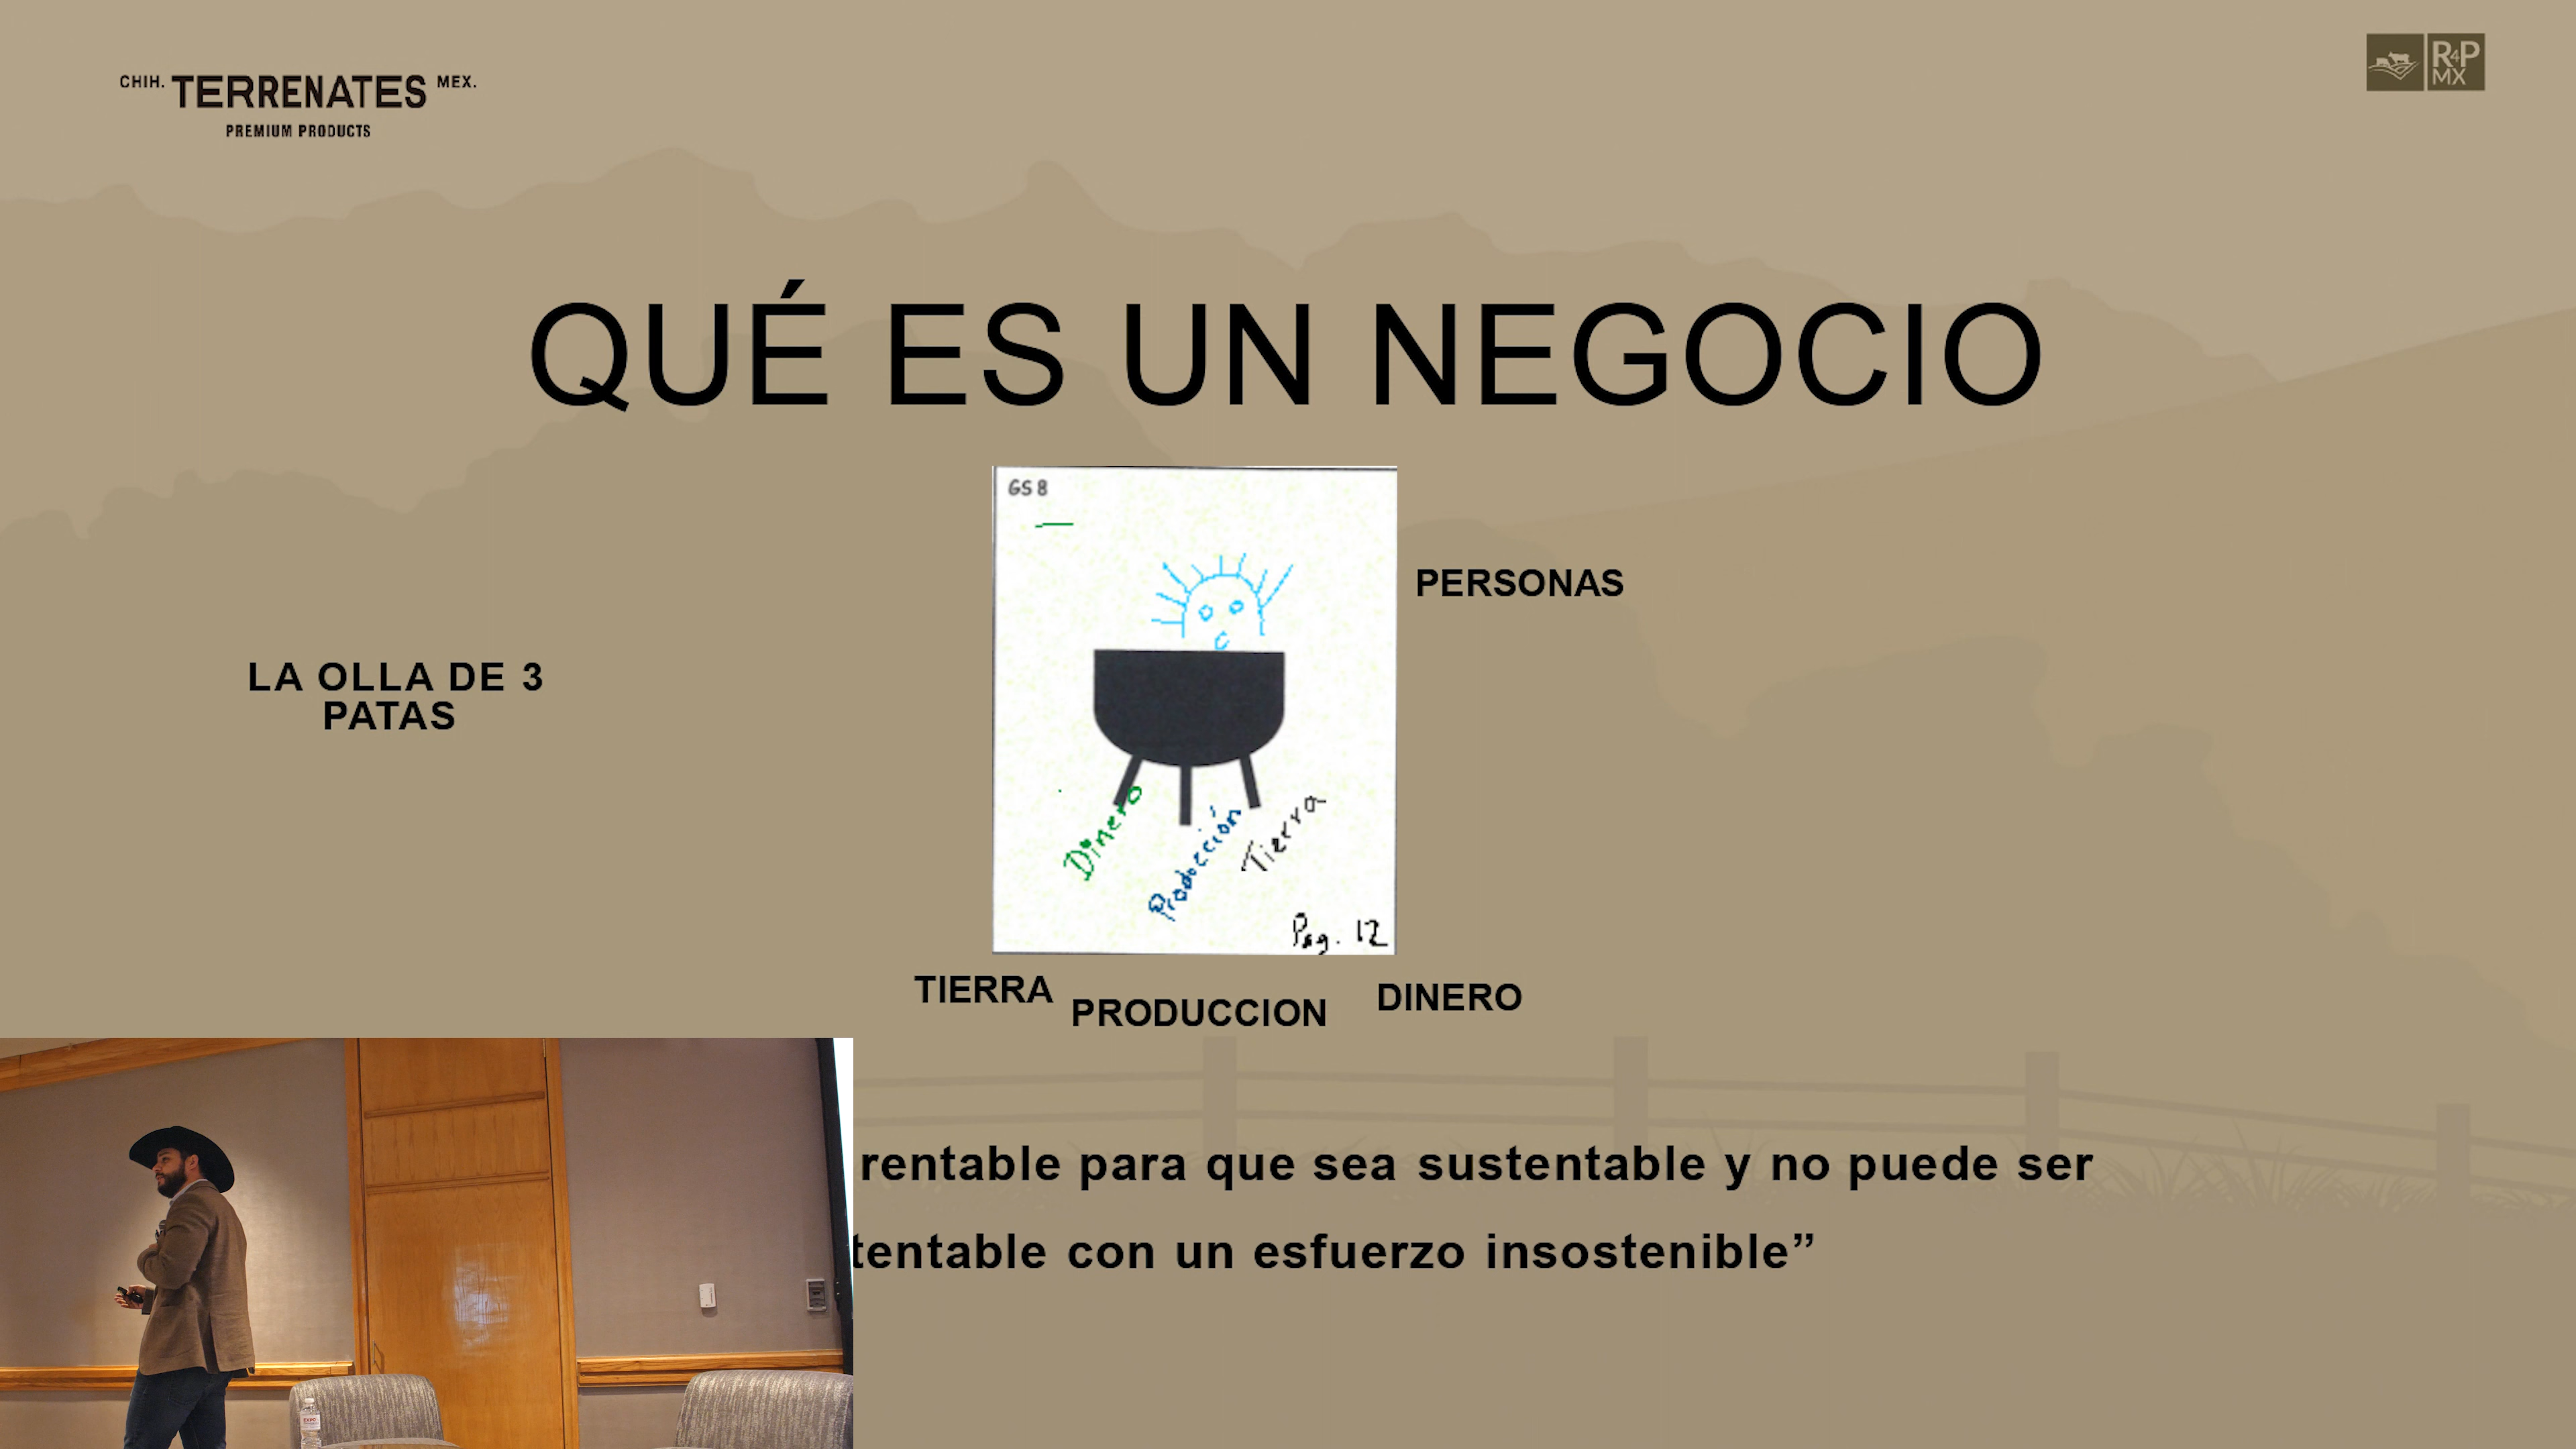 CHIH. TERRENATES MEX.
PREMIUM PRODUCTS
R4P
MX
QUÉ ES UN NEGOCIO
GS 8
PERSONAS
LA OLLA DE 3
PATAS
Dinero
Producción
Tierra
Pag. 12
TIERRA
PRODUCCION
DINERO
rentable para que sea sustentable y no puede ser
tentable con un esfuerzo insostenible”